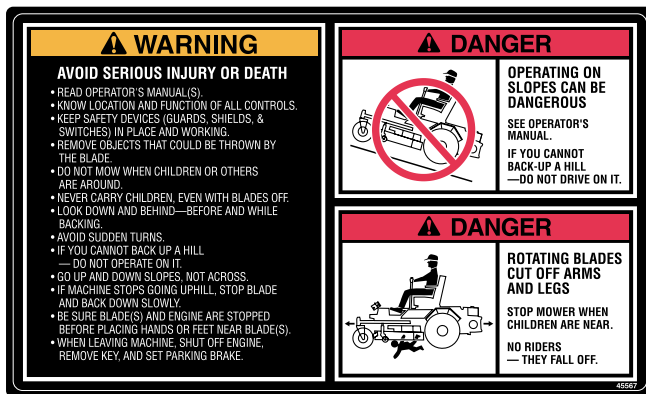 WARNING
AVOID SERIOUS INJURY OR DEATH
• READ OPERATOR'S MANUAL(S).
• KNOW LOCATION AND FUNCTION OF ALL CONTROLS.
• KEEP SAFETY DEVICES (GUARDS, SHIELDS, &
SWITCHES) IN PLACE AND WORKING.
• REMOVE OBJECTS THAT COULD BE THROWN BY
THE BLADE.
• DO NOT MOW WHEN CHILDREN OR OTHERS
ARE AROUND.
• NEVER CARRY CHILDREN, EVEN WITH BLADES OFF.
• LOOK DOWN AND BEHIND—BEFORE AND WHILE
BACKING.
• AVOID SUDDEN TURNS.
• IF YOU CANNOT BACK UP A HILL
— DO NOT OPERATE ON IT.
• GO UP AND DOWN SLOPES, NOT ACROSS.
• IF MACHINE STOPS GOING UPHILL, STOP BLADE
AND BACK DOWN SLOWLY.
• BE SURE BLADE(S) AND ENGINE ARE STOPPED
BEFORE PLACING HANDS OR FEET NEAR BLADE(S).
• WHEN LEAVING MACHINE, SHUT OFF ENGINE,
REMOVE KEY, AND SET PARKING BRAKE.
DANGER
OPERATING ON
SLOPES CAN BE
DANGEROUS
SEE OPERATOR'S
MANUAL.
IF YOU CANNOT
BACK-UP A HILL
—DO NOT DRIVE ON IT.
DANGER
ROTATING BLADES
CUT OFF ARMS
AND LEGS
STOP MOWER WHEN
CHILDREN ARE NEAR.
NO RIDERS
— THEY FALL OFF.
45567